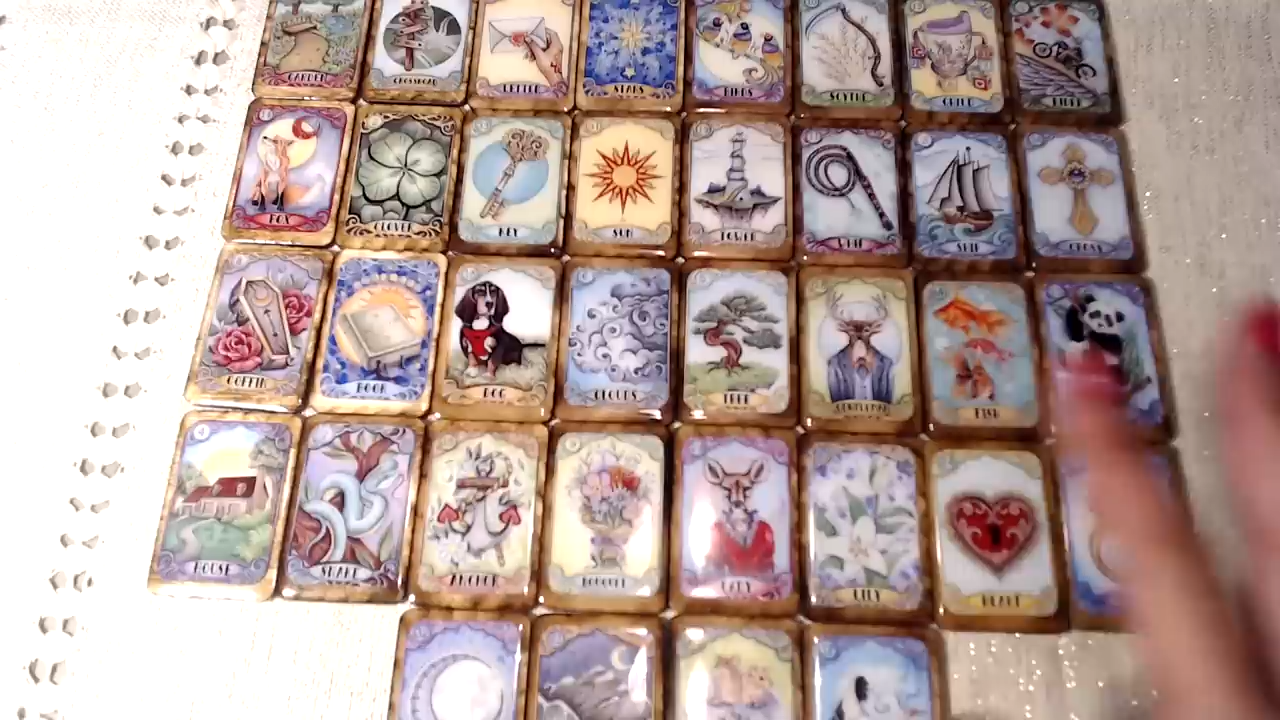 GARDEN
CROSSROAD
LETTER
STARS
BIRDS
SCYTHE
CHILD
RIDER
FOX
CLOVER
KEY
SUN
TOWER
WHIP
SHIP
CROSS
COFFIN
BOOK
DOG
CLOUDS
TREE
GENTLEMAN
FISH
HOUSE
SNAKE
ANCHOR
BOUQUET
LADY
LILY
HEART